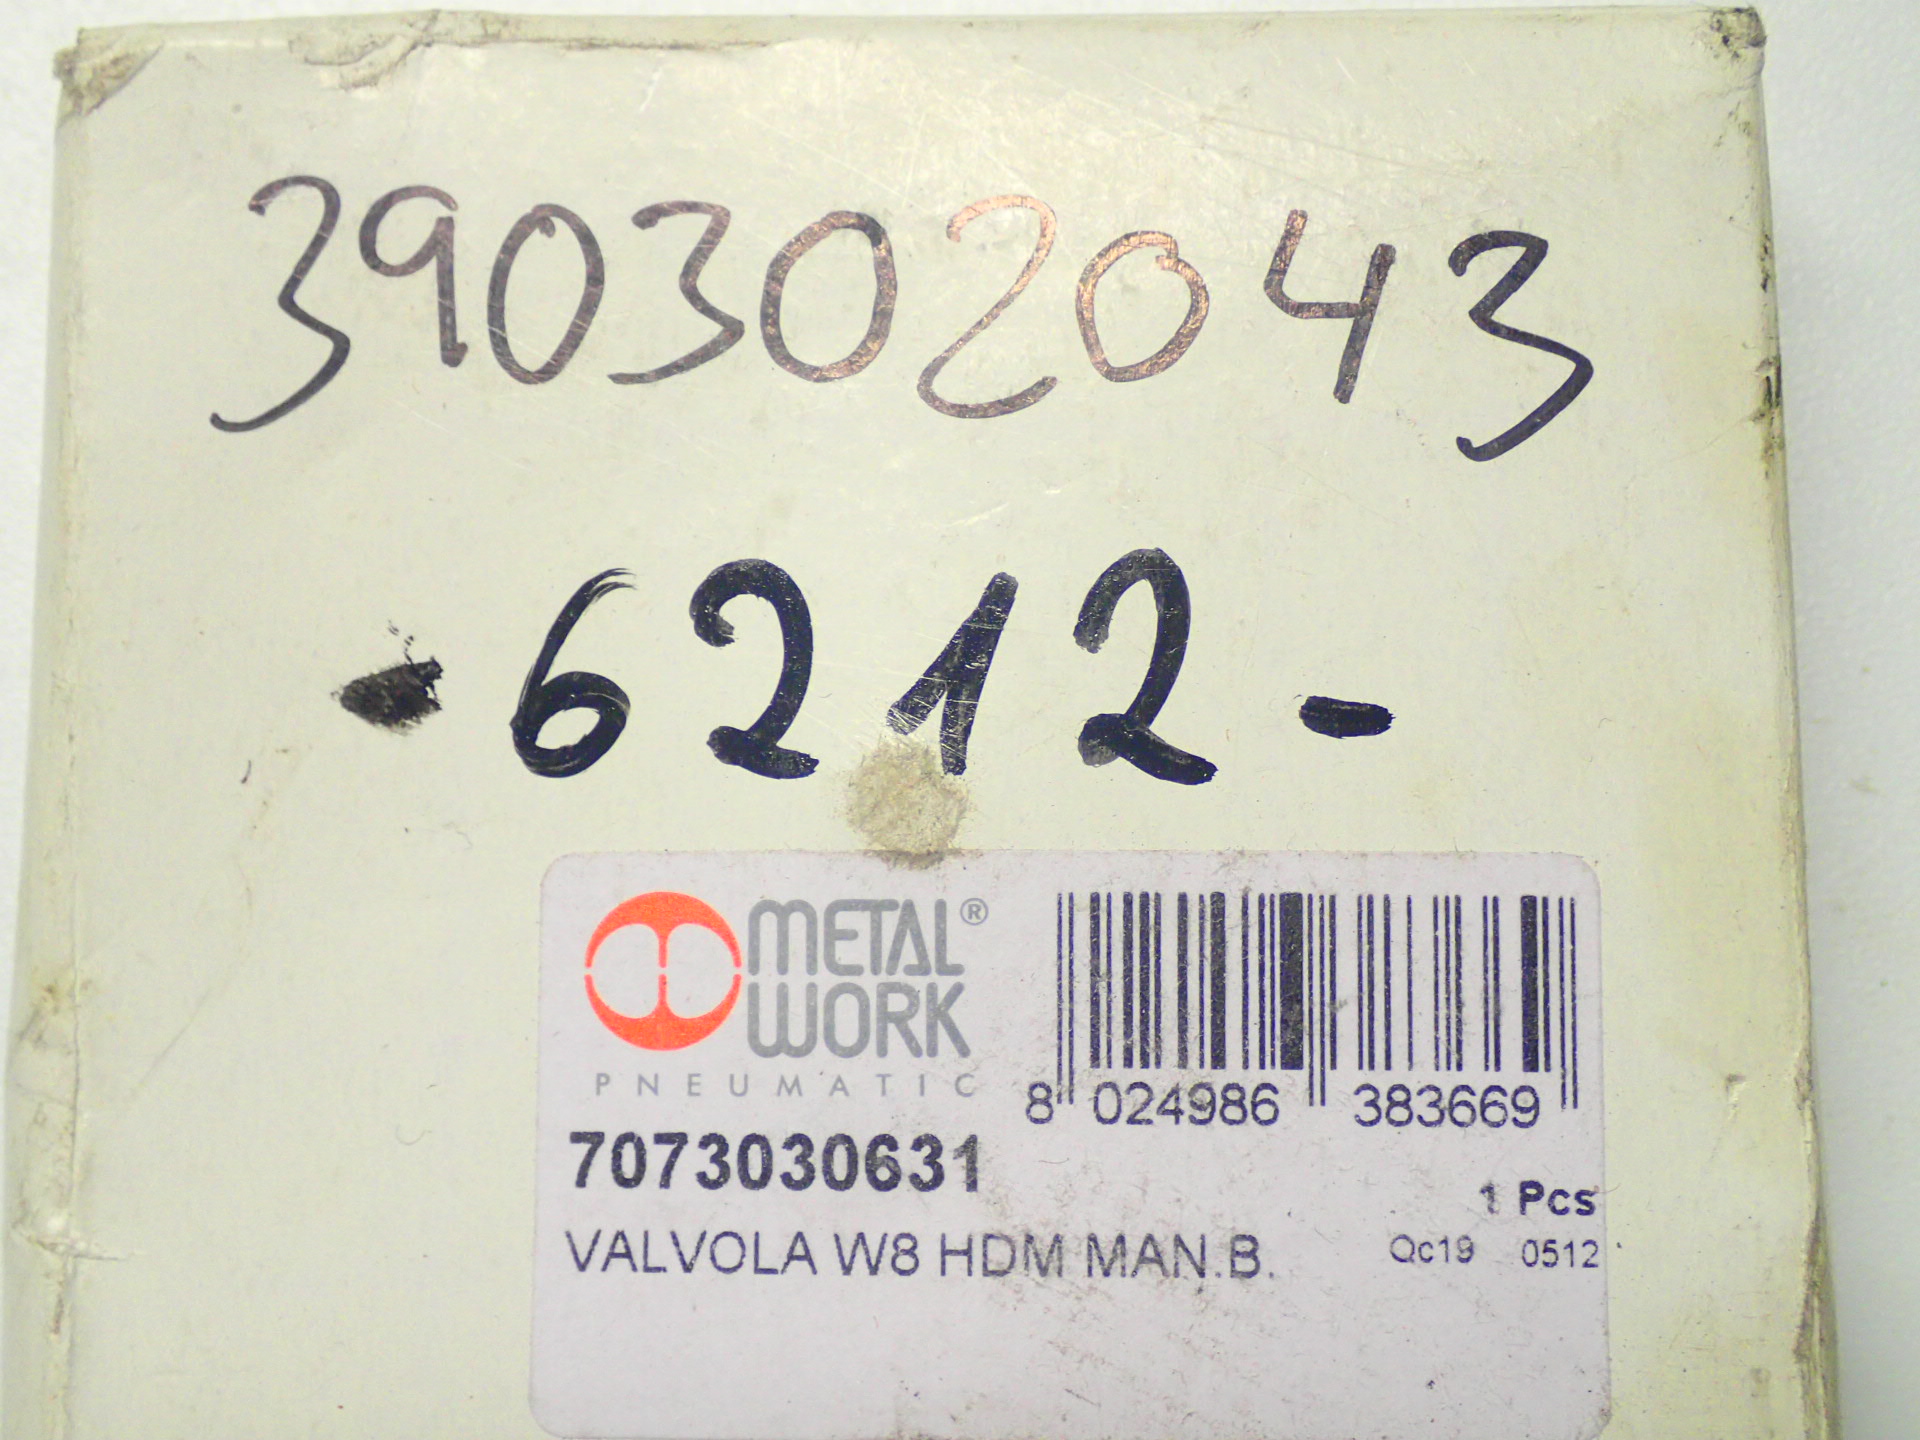 390302043
- 6212 -
METAL® WORK
PNEUMATIC
8 024986 383669
7073030631
1 Pcs
VALVOLA W8 HDM MAN.B.
Qc19 0512